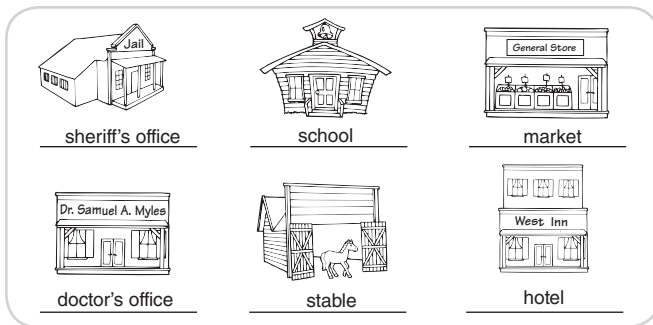 Jail
General Store
sheriff's office
school
market
Dr. Samuel A. Myles
West Inn
doctor's office
stable
hotel